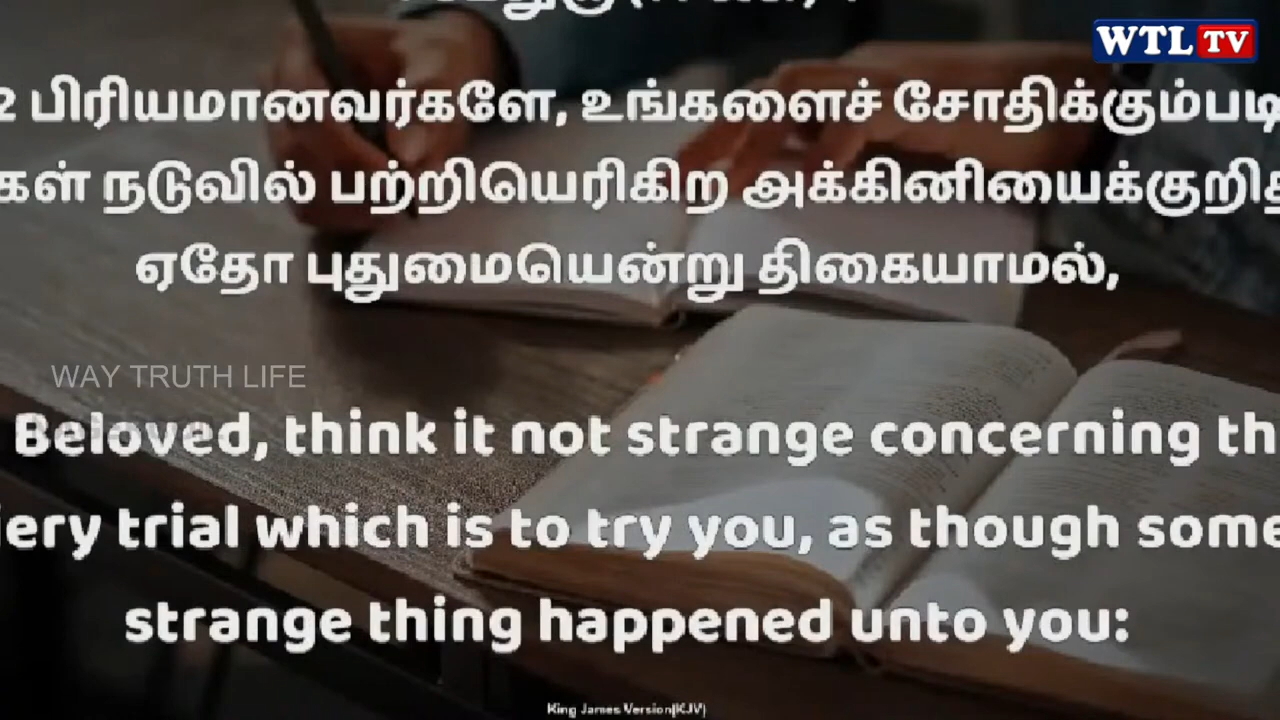 WTL TV
பிரியமானவர்களே, உங்களைச் சோதிக்கும்படி
கள் நடுவில் பற்றியெரிகிற அக்கினியைக்குறித
ஏதோ புதுமையென்று திகையாமல்,
WAY TRUTH LIFE
Beloved, think it not strange concerning th
iery trial which is to try you, as though some
strange thing happened unto you:
King James Version(KJV)